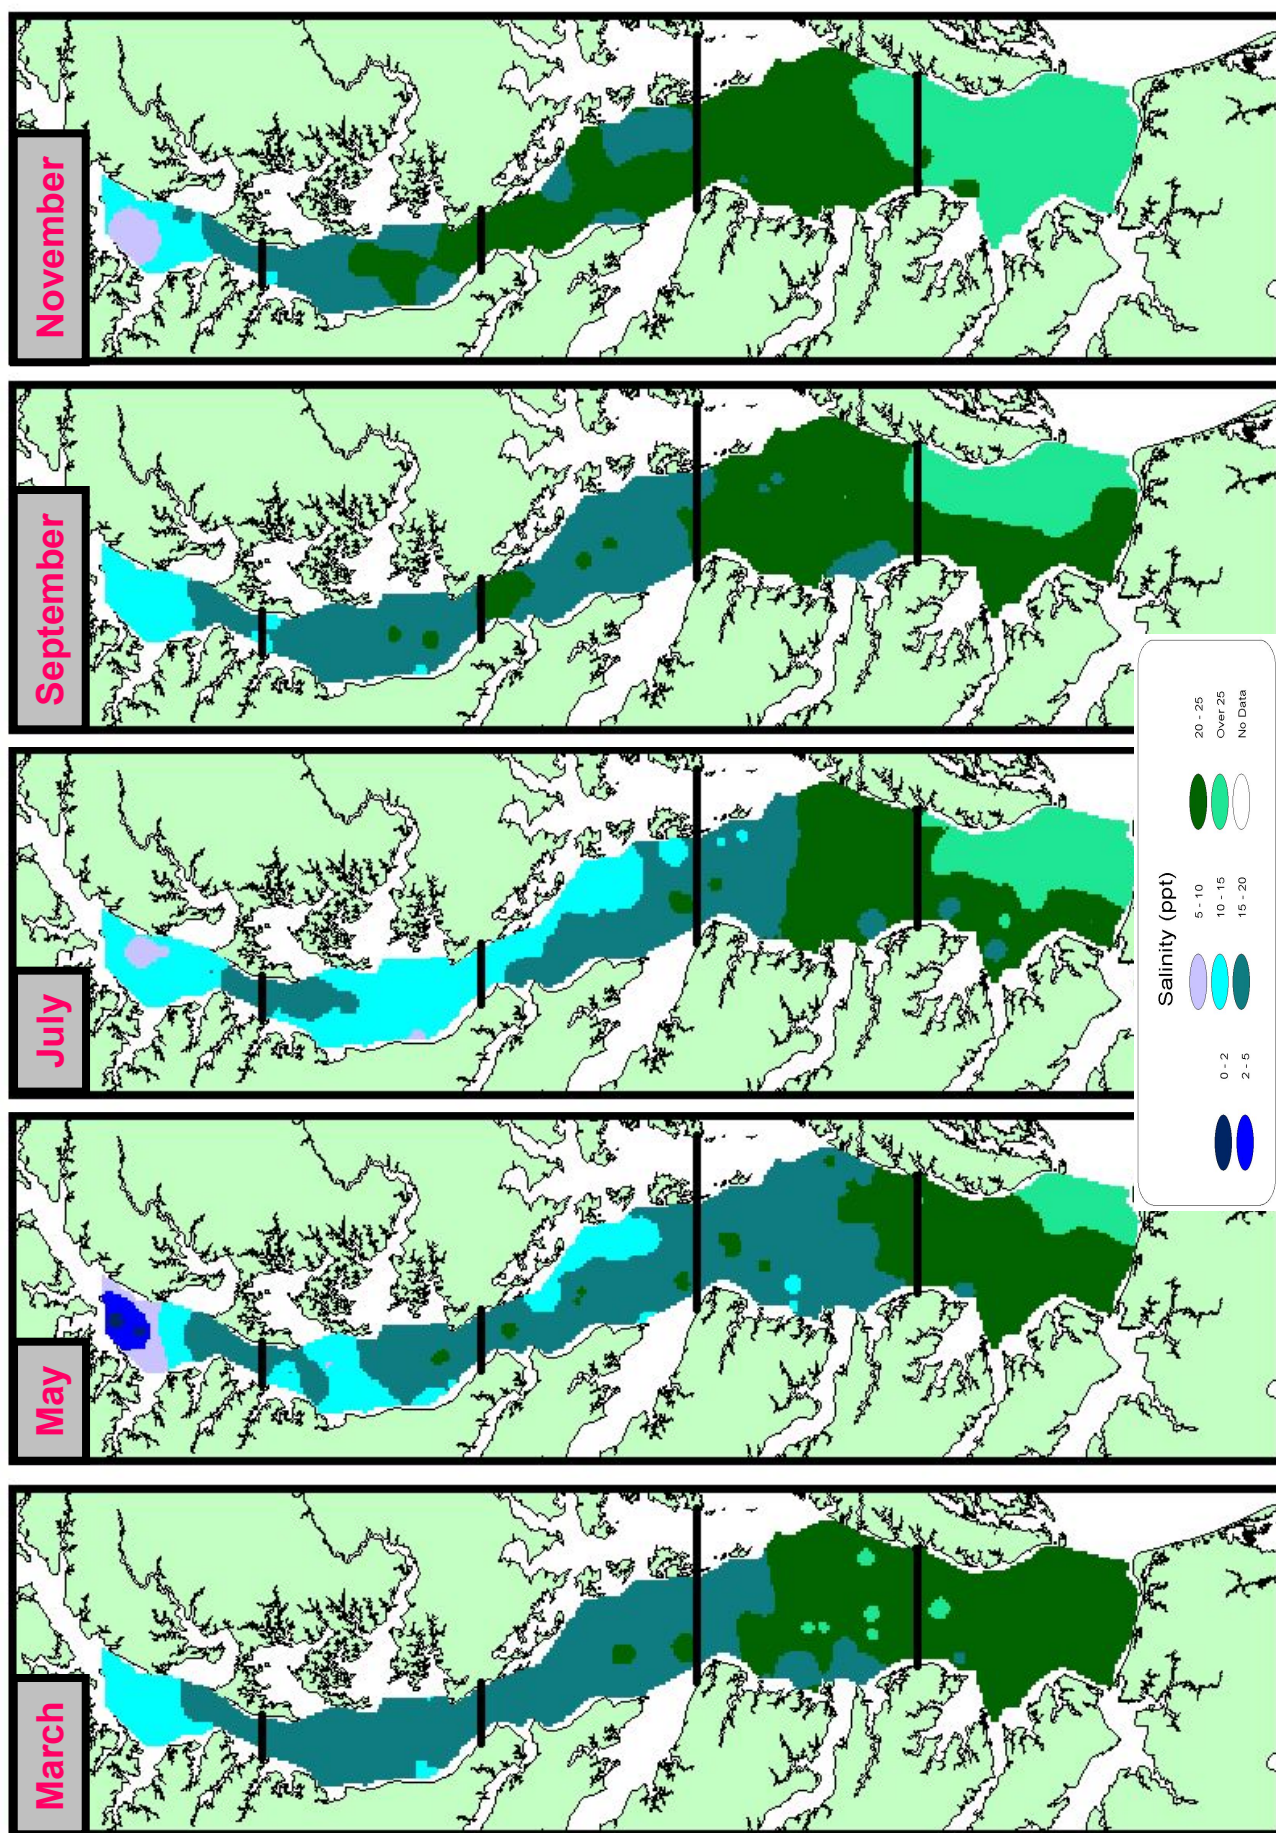 March
May
July
September
November
Salinity (ppt)
0 - 2
2 - 5
5 - 10
10 - 15
15 - 20
20 - 25
Over 25
No Data